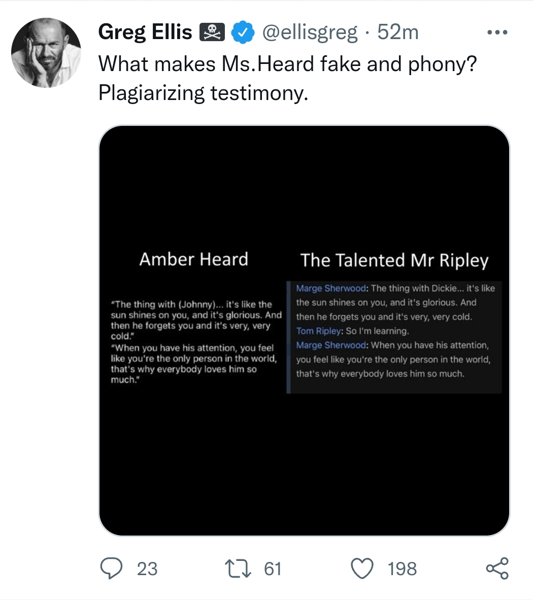 Greg Ellis @ellisgreg · 52m
What makes Ms.Heard fake and phony?
Plagiarizing testimony.
Amber Heard
"The thing with (Johnny)... it's like the
sun shines on you, and it's glorious. And
then he forgets you and it's very, very
cold."
"When you have his attention, you feel
like you're the only person in the world,
that's why everybody loves him so
much."
The Talented Mr Ripley
Marge Sherwood: The thing with Dickie... it's like
the sun shines on you, and it's glorious. And
then he forgets you and it's very, very cold.
Tom Ripley: So I'm learning.
Marge Sherwood: When you have his attention,
you feel like you're the only person in the world,
that's why everybody loves him so much.
23 61 198